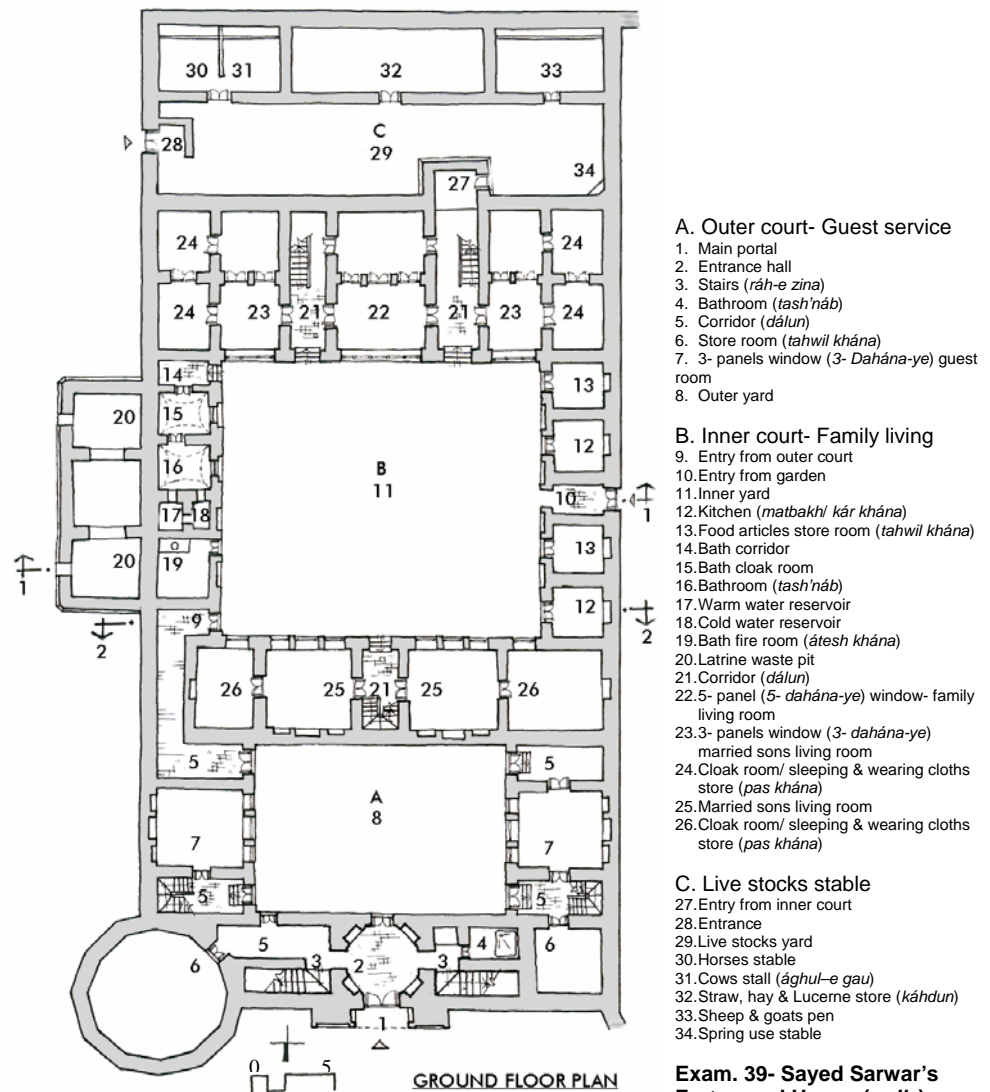 30 31 32 33
C
28 29
34
27
24 24
24 23 21 22 21 23 24
14
13
15
20
12
16
B
11
10
1
17 18
13
20 19
1
12
9
2 2
26 25 21 25 26
5 5
A
8
7 7
5 5
5 4 6
6 3 2 3
1
0 5
GROUND FLOOR PLAN
A. Outer court- Guest service
1. Main portal
2. Entrance hall
3. Stairs (ráh-e zina)
4. Bathroom (tash'náb)
5. Corridor (dálun)
6. Store room (tahwil khána)
7. 3- panels window (3- Dahána-ye) guest
room
8. Outer yard
B. Inner court- Family living
9. Entry from outer court
10.Entry from garden
11.Inner yard
12.Kitchen (matbakh/ kár khána)
13.Food articles store room (tahwil khána)
14.Bath corridor
15.Bath cloak room
16.Bathroom (tash'náb)
17.Warm water reservoir
18.Cold water reservoir
19.Bath fire room (átesh khána)
20.Latrine waste pit
21.Corridor (dálun)
22.5- panel (5- dahána-ye) window- family
living room
23.3- panels window (3- dahána-ye)
married sons living room
24.Cloak room/ sleeping & wearing cloths
store (pas khána)
25.Married sons living room
26.Cloak room/ sleeping & wearing cloths
store (pas khána)
C. Live stocks stable
27.Entry from inner court
28.Entrance
29.Live stocks yard
30.Horses stable
31.Cows stall (ághul–e gau)
32.Straw, hay & Lucerne store (káhdun)
33.Sheep & goats pen
34.Spring use stable
Exam. 39- Sayed Sarwar's